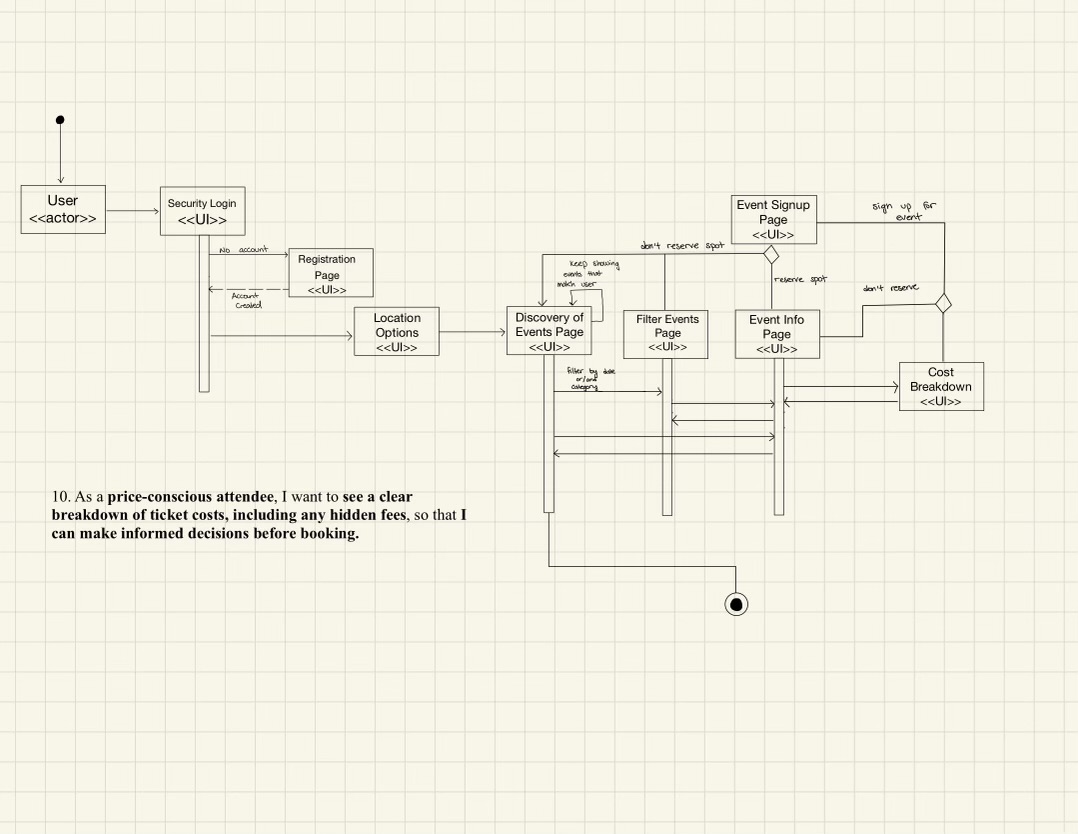 User
<<actor>>
Security Login
<<UI>>
No account
Registration
Page
<<UI>>
Account
Created
Location
Options
<<UI>>
Event Signup
Page
<<UI>>
sign up for
event
don't reserve spot
Keep showing
events that
match user
reserve spot
don't reserve
Discovery of
Events Page
<<UI>>
Filter Events
Page
<<UI>>
Event Info
Page
<<UI>>
Cost
Breakdown
<<UI>>
filter by date
or/and
category
10. As a price-conscious attendee, I want to see a clear
breakdown of ticket costs, including any hidden fees, so that I
can make informed decisions before booking.